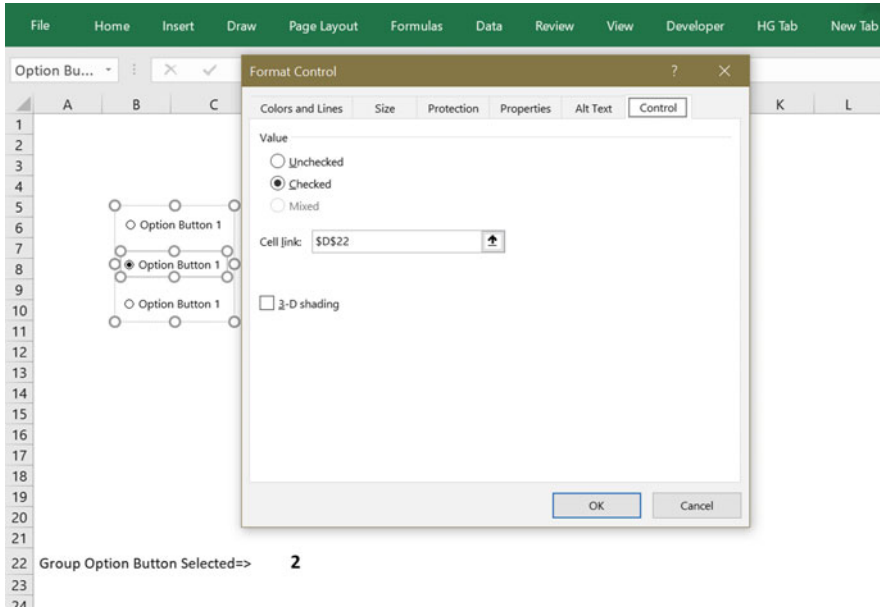 File Home Insert Draw Page Layout Formulas Data Review View Developer HG Tab New Tab
Option Bu...
Format Control ?
A B C K L
Colors and Lines Size Protection Properties Alt Text Control
1
2
3
4
5
6
7
8
9
10
11
12
13
14
15
16
17
18
19
20
21
22
23
24
Value
Unchecked
Checked
Mixed
Cell link: $D$22
3-D shading
Option Button 1
Option Button 1
Option Button 1
OK Cancel
Group Option Button Selected=> 2